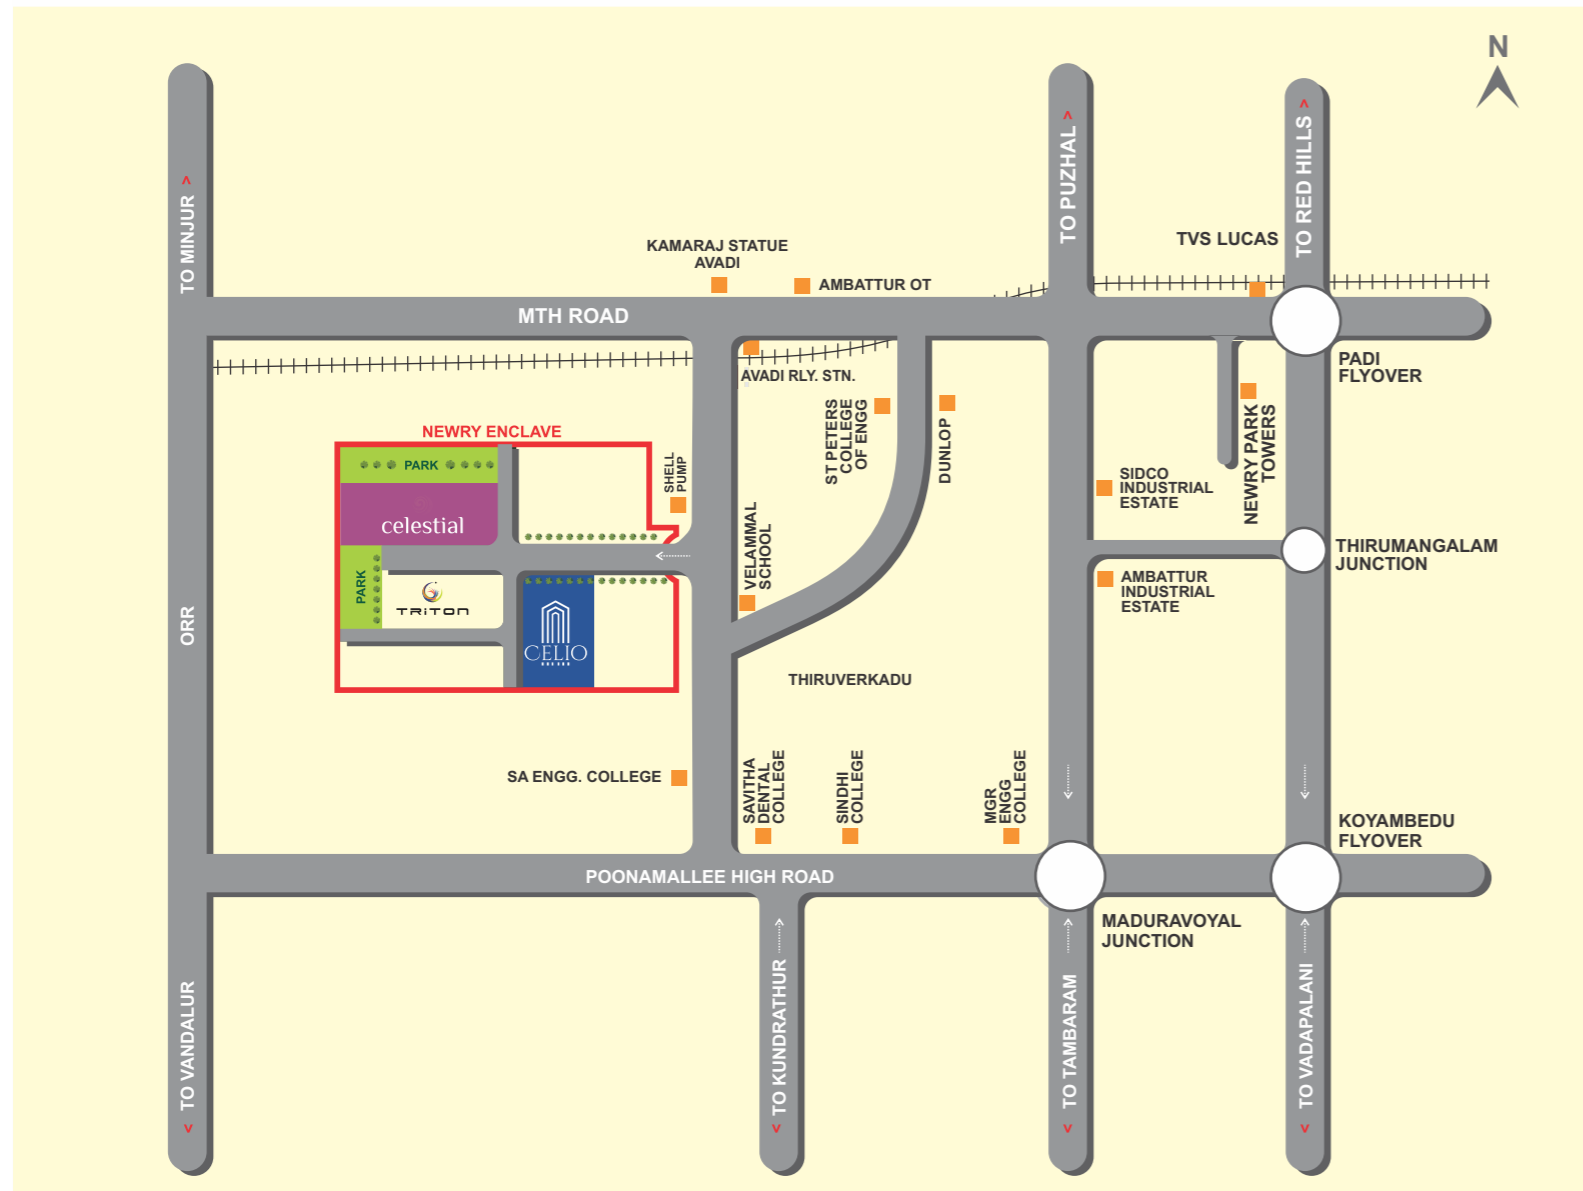 N
TO MINJUR
TO PUZHAL
TO RED HILLS
KAMARAJ STATUE
AVADI
AMBATTUR OT
TVS LUCAS
MTH ROAD
PADI
FLYOVER
AVADI RLY. STN.
ST PETERS
COLLEGE
OF ENGG
DUNLOP
NEWRY PARK
TOWERS
NEWRY ENCLAVE
PARK
SHELL
PUMP
celestial
SIDCO
INDUSTRIAL
ESTATE
VELAMMAL
SCHOOL
THIRUMANGALAM
JUNCTION
PARK
TRiTON
AMBATTUR
INDUSTRIAL
ESTATE
ORR
CELIO
THIRUVERKADU
SA ENGG. COLLEGE
SAVITHA
DENTAL
COLLEGE
SINDHI
COLLEGE
MGR
ENGG
COLLEGE
KOYAMBEDU
FLYOVER
POONAMALLEE HIGH ROAD
MADURAVOYAL
JUNCTION
TO VANDALUR
TO KUNDRATHUR
TO TAMBARAM
TO VADAPALANI